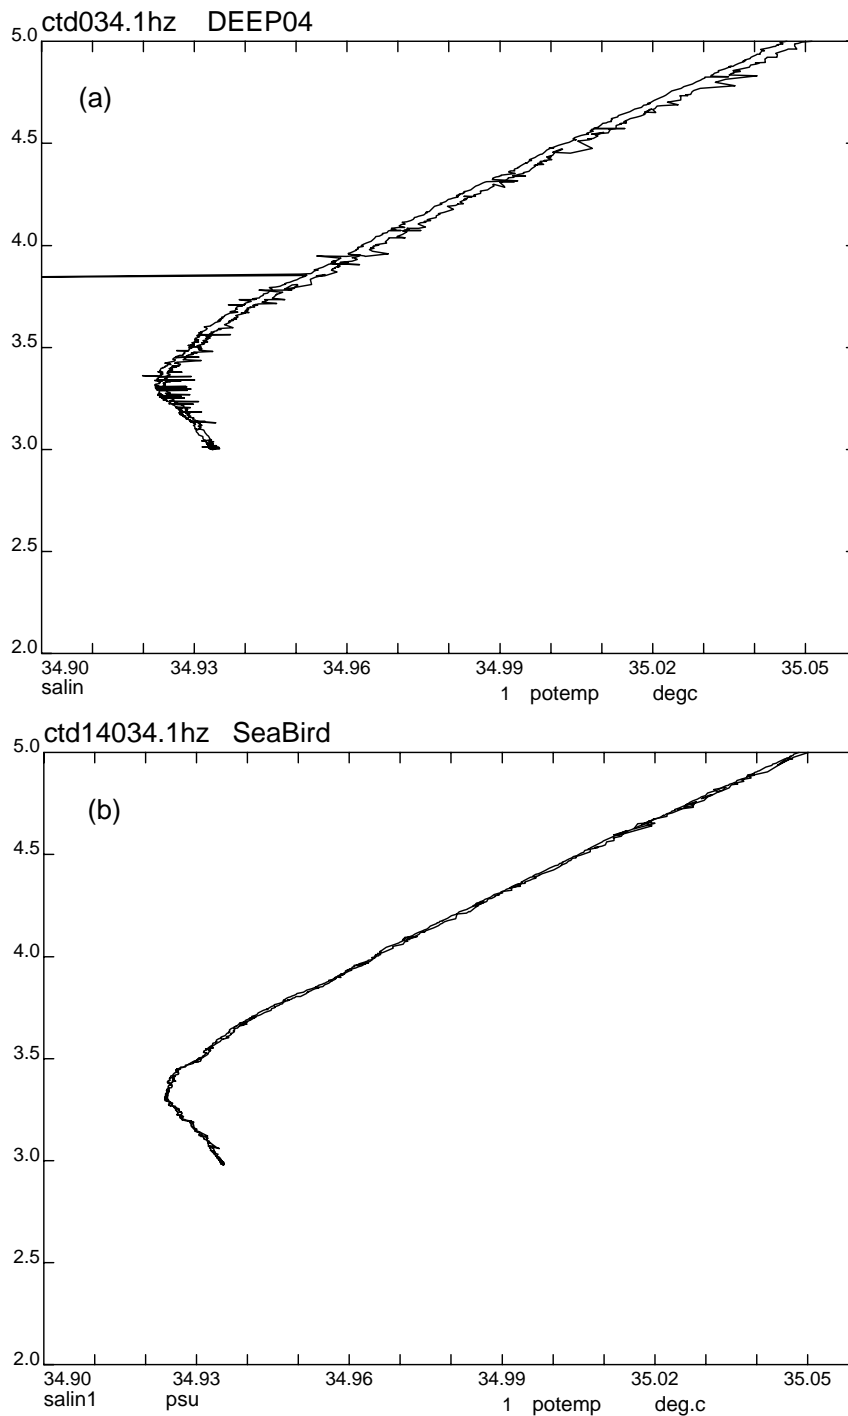 ctd034.1hz DEEP04
5.0
(a)
4.5
4.0
3.5
3.0
2.5
2.0
34.90 34.93 34.96 34.99 35.02 35.05
salin
1 potemp degc
ctd14034.1hz SeaBird
5.0
(b)
4.5
4.0
3.5
3.0
2.5
2.0
34.90 34.93 34.96 34.99 35.02 35.05
salin1 psu
1 potemp deg.c